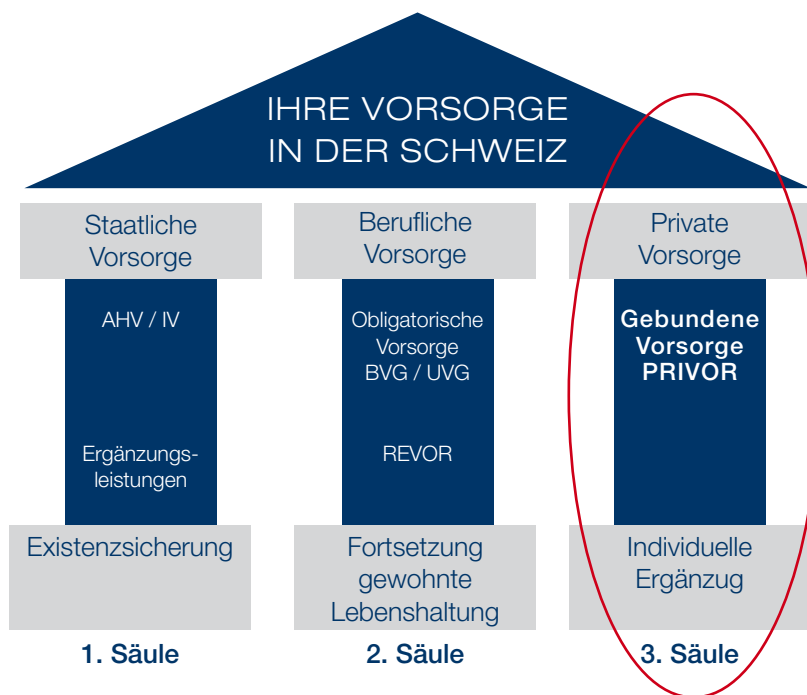 IHRE VORSORGE
IN DER SCHWEIZ
Staatliche
Vorsorge
AHV / IV
Ergänzungs-
leistungen
Existenzsicherung
1. Säule
Berufliche
Vorsorge
Obligatorische
Vorsorge
BVG / UVG
REVOR
Fortsetzung
gewohnte
Lebenshaltung
2. Säule
Private
Vorsorge
Gebundene
Vorsorge
PRIVOR
Individuelle
Ergänzug
3. Säule